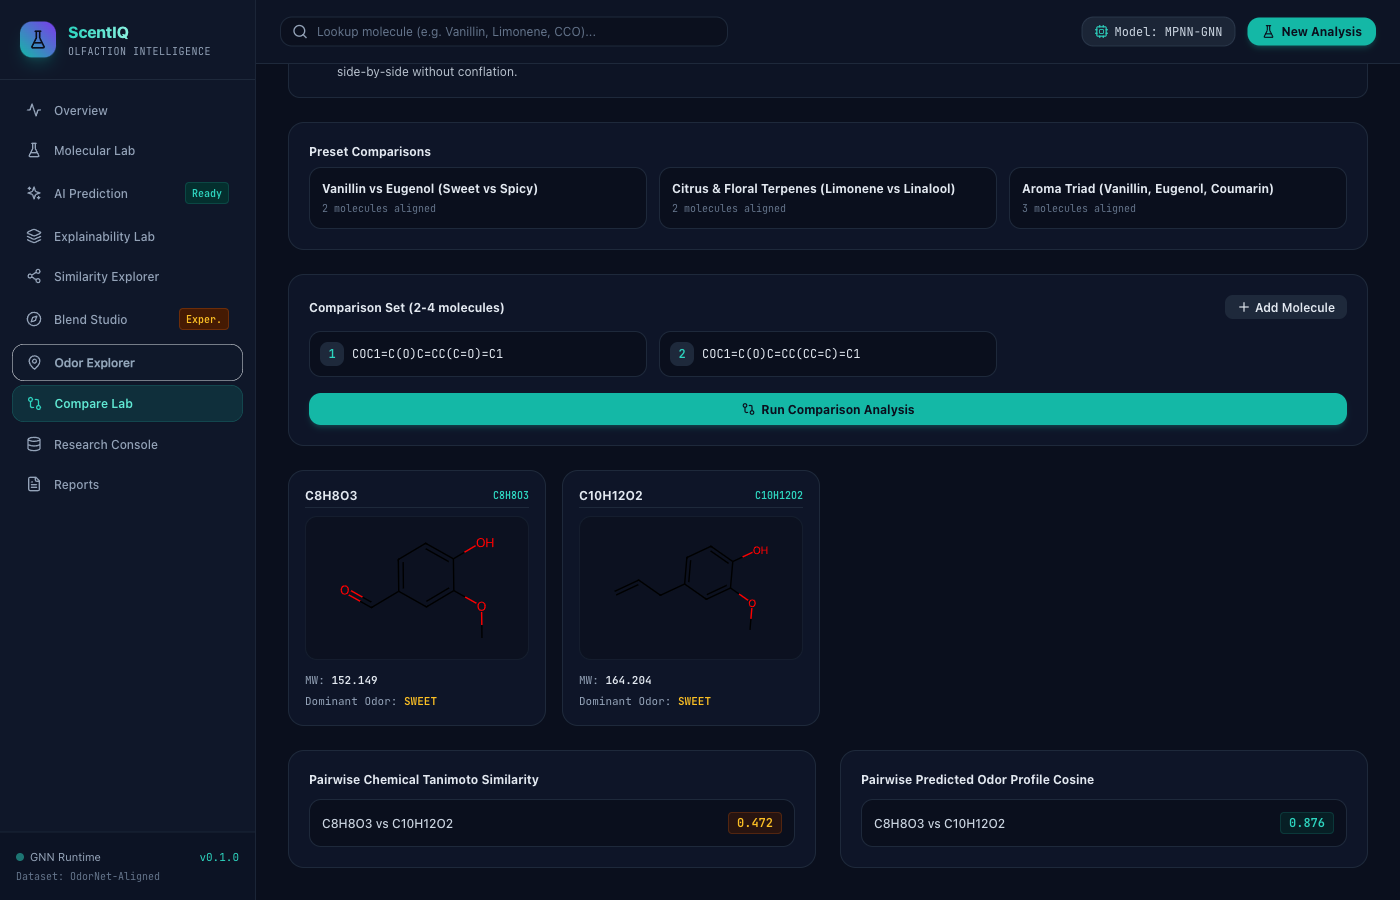 ScentIQ
OLFACTION INTELLIGENCE
Overview
Molecular Lab
AI Prediction
Ready
Explainability Lab
Similarity Explorer
Blend Studio
Exper.
Odor Explorer
Compare Lab
Research Console
Reports
GNN Runtime
v0.1.0
Dataset: OdorNet-Aligned
Lookup molecule (e.g. Vanillin, Limonene, CCO)...
Model: MPNN-GNN
New Analysis
side-by-side without conflation.
Preset Comparisons
Vanillin vs Eugenol (Sweet vs Spicy)
2 molecules aligned
Citrus & Floral Terpenes (Limonene vs Linalool)
2 molecules aligned
Aroma Triad (Vanillin, Eugenol, Coumarin)
3 molecules aligned
Comparison Set (2-4 molecules)
Add Molecule
1 COC1=C(O)C=CC(C=O)=C1
2 COC1=C(O)C=CC(CC=C)=C1
Run Comparison Analysis
C8H8O3
C8H8O3
OH
O
O
MW: 152.149
Dominant Odor: SWEET
C10H12O2
C10H12O2
OH
O
MW: 164.204
Dominant Odor: SWEET
Pairwise Chemical Tanimoto Similarity
C8H8O3 vs C10H12O2
0.472
Pairwise Predicted Odor Profile Cosine
C8H8O3 vs C10H12O2
0.876